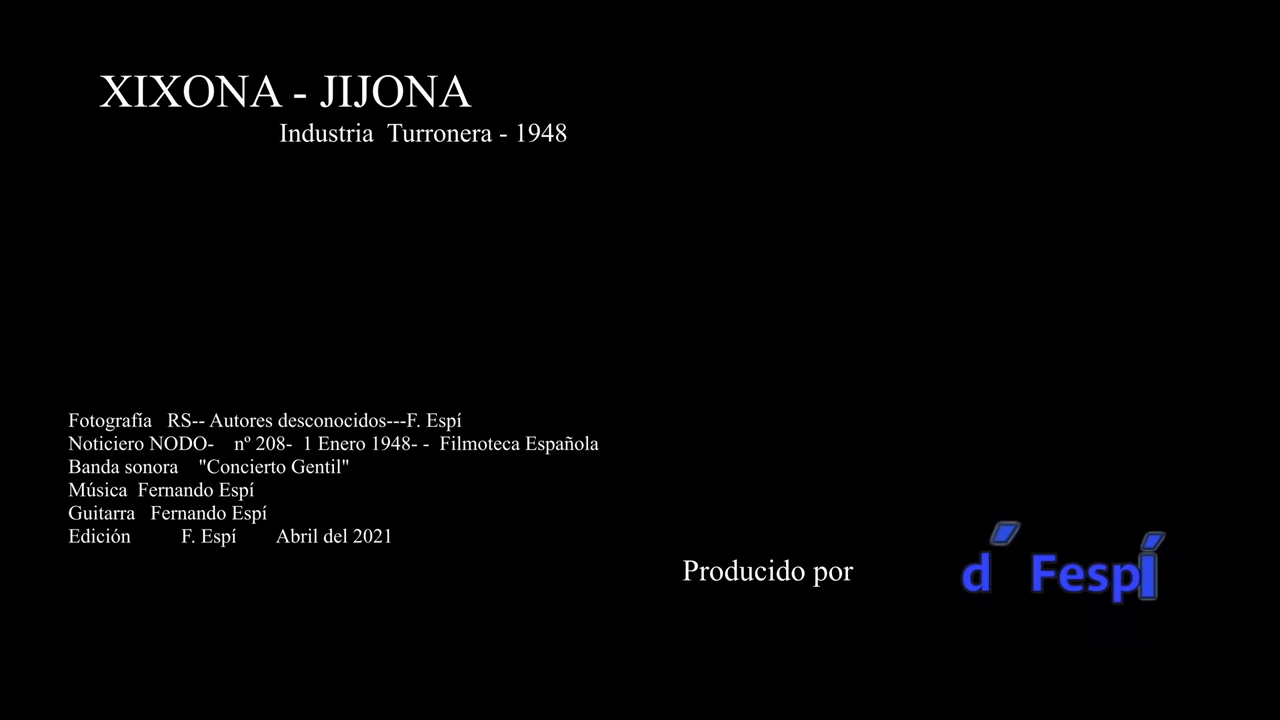 XIXONA - JIJONA
Industria Turronera - 1948
Fotografía RS-- Autores desconocidos---F. Espí
Noticiero NODO- nº 208- 1 Enero 1948- - Filmoteca Española
Banda sonora "Concierto Gentil"
Música Fernando Espí
Guitarra Fernando Espí
Edición F. Espí Abril del 2021
Producido por d´ Fespí